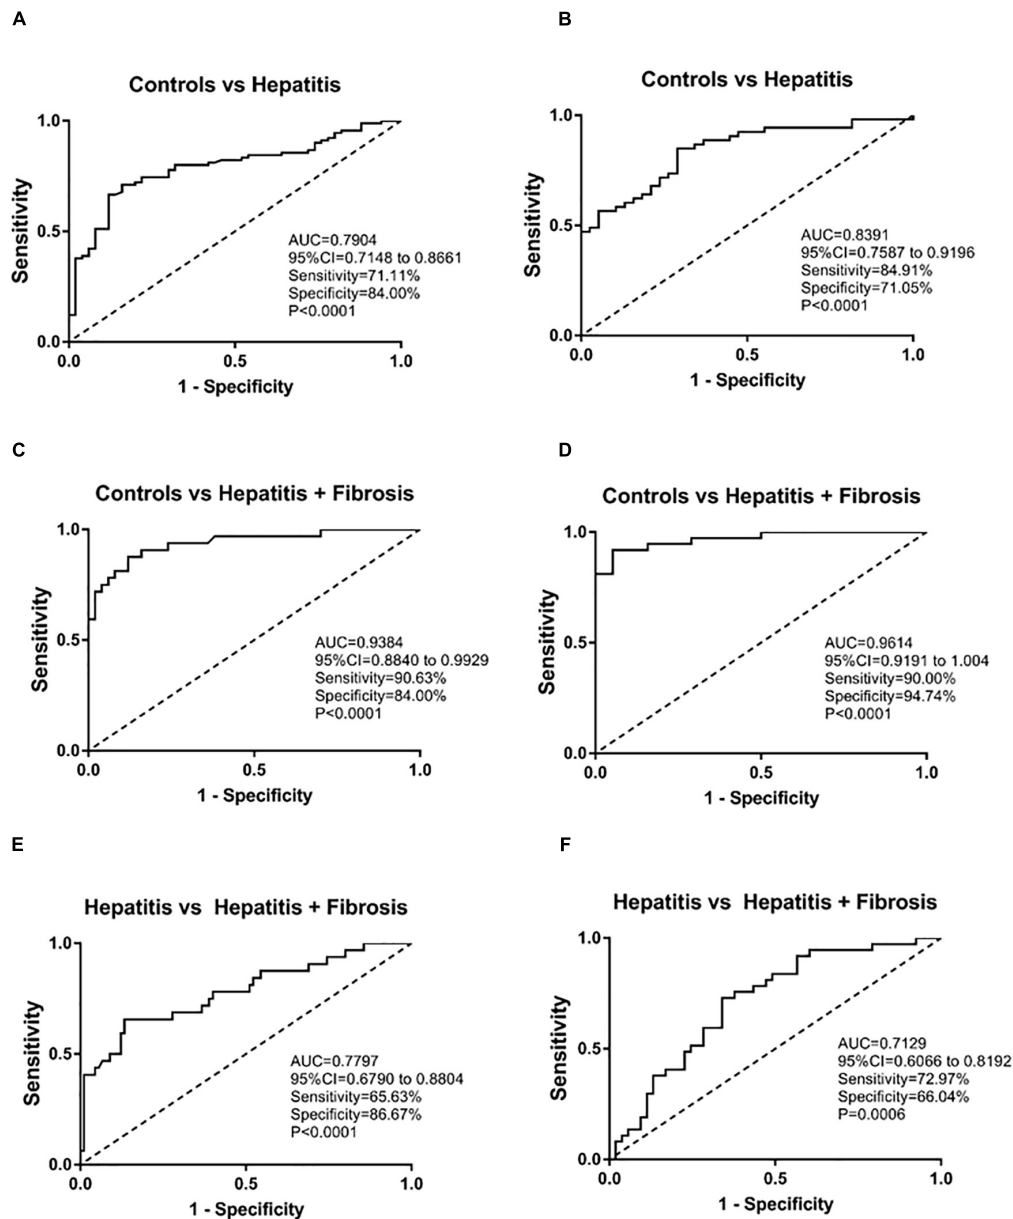 A
Controls vs Hepatitis
1.0
0.5
0.0
Sensitivity
AUC=0.7904
95%CI=0.7148 to 0.8661
Sensitivity=71.11%
Specificity=84.00%
P<0.0001
0.0
0.5
1.0
1 - Specificity
B
Controls vs Hepatitis
1.0
0.5
0.0
Sensitivity
AUC=0.8391
95%CI=0.7587 to 0.9196
Sensitivity=84.91%
Specificity=71.05%
P<0.0001
0.0
0.5
1.0
1 - Specificity
C
Controls vs Hepatitis + Fibrosis
1.0
0.5
0.0
Sensitivity
AUC=0.9384
95%CI=0.8840 to 0.9929
Sensitivity=90.63%
Specificity=84.00%
P<0.0001
0.0
0.5
1.0
1 - Specificity
D
Controls vs Hepatitis + Fibrosis
1.0
0.5
0.0
Sensitivity
AUC=0.9614
95%CI=0.9191 to 1.004
Sensitivity=90.00%
Specificity=94.74%
P<0.0001
0.0
0.5
1.0
1 - Specificity
E
Hepatitis vs Hepatitis + Fibrosis
1.0
0.5
0.0
Sensitivity
AUC=0.7797
95%CI=0.6790 to 0.8804
Sensitivity=65.63%
Specificity=86.67%
P<0.0001
0.0
0.5
1.0
1 - Specificity
F
Hepatitis vs Hepatitis + Fibrosis
1.0
0.5
0.0
Sensitivity
AUC=0.7129
95%CI=0.6066 to 0.8192
Sensitivity=72.97%
Specificity=66.04%
P=0.0006
0.0
0.5
1.0
1 - Specificity